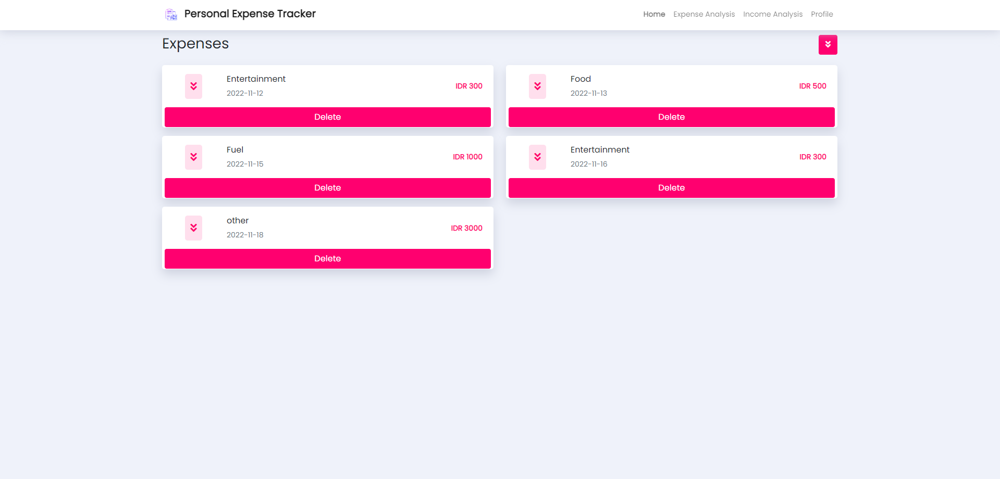 Personal Expense Tracker
Home Expense Analysis Income Analysis Profile
Expenses
Entertainment
2022-11-12
IDR 300
Delete
Food
2022-11-13
IDR 500
Delete
Fuel
2022-11-15
IDR 1000
Delete
Entertainment
2022-11-16
IDR 300
Delete
other
2022-11-18
IDR 3000
Delete